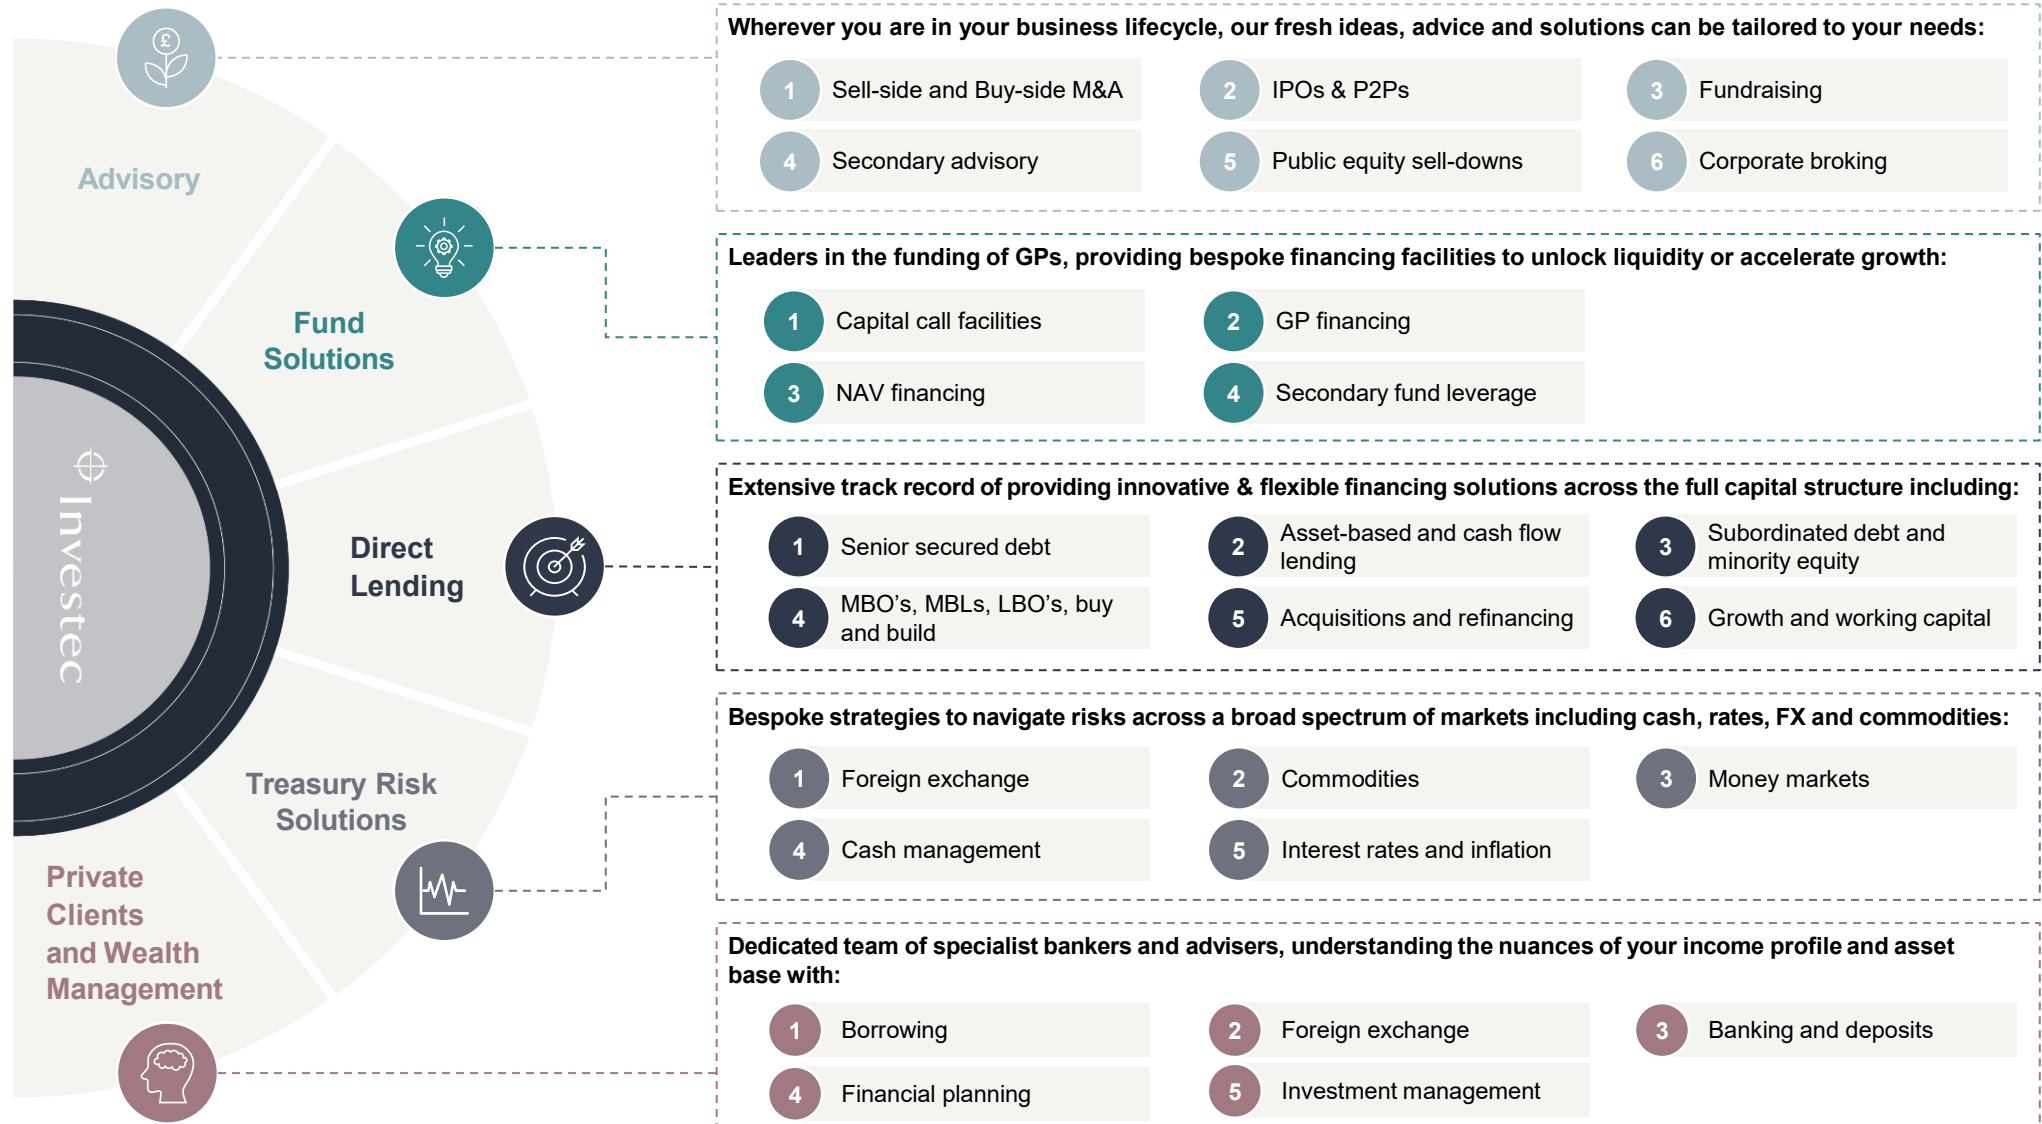 Advisory
Fund
Solutions
Direct
Lending
Treasury Risk
Solutions
Private
Clients
and Wealth
Management
Investec
£
Wherever you are in your business lifecycle, our fresh ideas, advice and solutions can be tailored to your needs:
1 Sell-side and Buy-side M&A
2 IPOs & P2Ps
3 Fundraising
4 Secondary advisory
5 Public equity sell-downs
6 Corporate broking
Leaders in the funding of GPs, providing bespoke financing facilities to unlock liquidity or accelerate growth:
1 Capital call facilities
2 GP financing
3 NAV financing
4 Secondary fund leverage
Extensive track record of providing innovative & flexible financing solutions across the full capital structure including:
1 Senior secured debt
2 Asset-based and cash flow
lending
3 Subordinated debt and
minority equity
4 MBO’s, MBLs, LBO’s, buy
and build
5 Acquisitions and refinancing
6 Growth and working capital
Bespoke strategies to navigate risks across a broad spectrum of markets including cash, rates, FX and commodities:
1 Foreign exchange
2 Commodities
3 Money markets
4 Cash management
5 Interest rates and inflation
Dedicated team of specialist bankers and advisers, understanding the nuances of your income profile and asset
base with:
1 Borrowing
2 Foreign exchange
3 Banking and deposits
4 Financial planning
5 Investment management